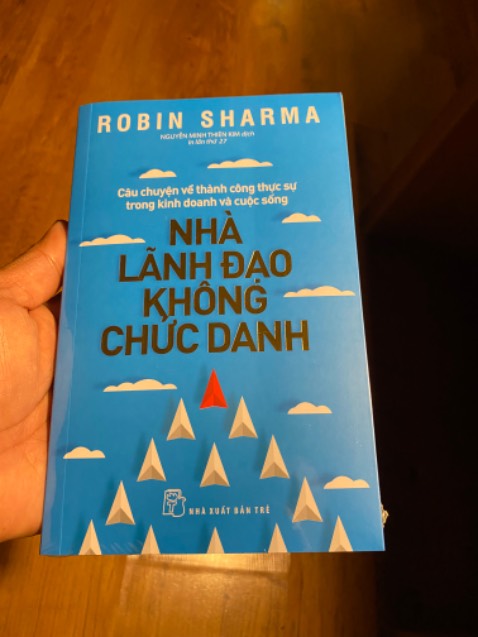 ROBIN SHARMA
NGUYỄN MINH THIÊN KIM dịch
In lần thứ 27
Câu chuyện về thành công thực sự
trong kinh doanh và cuộc sống
NHÀ
LÃNH ĐẠO
KHÔNG
CHỨC DANH
NHÀ XUẤT BẢN TRẺ